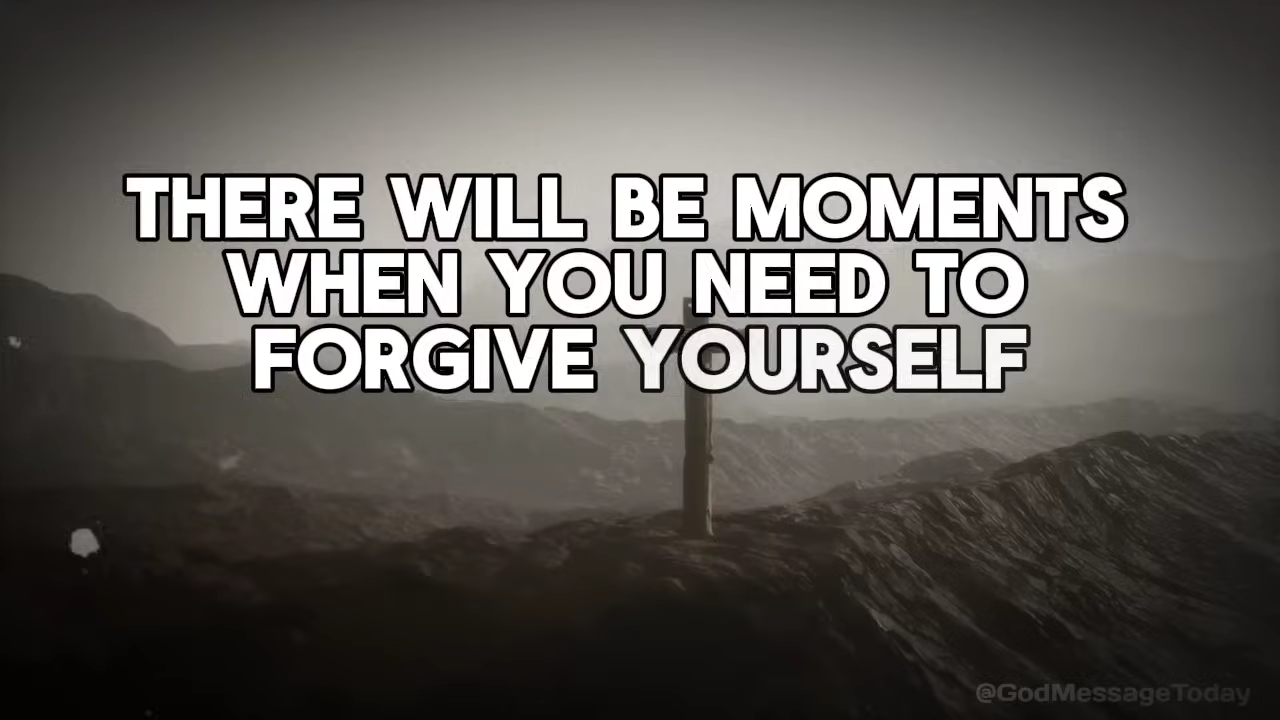 THERE WILL BE MOMENTS
WHEN YOU NEED TO
FORGIVE YOURSELF
@GodMessageToday